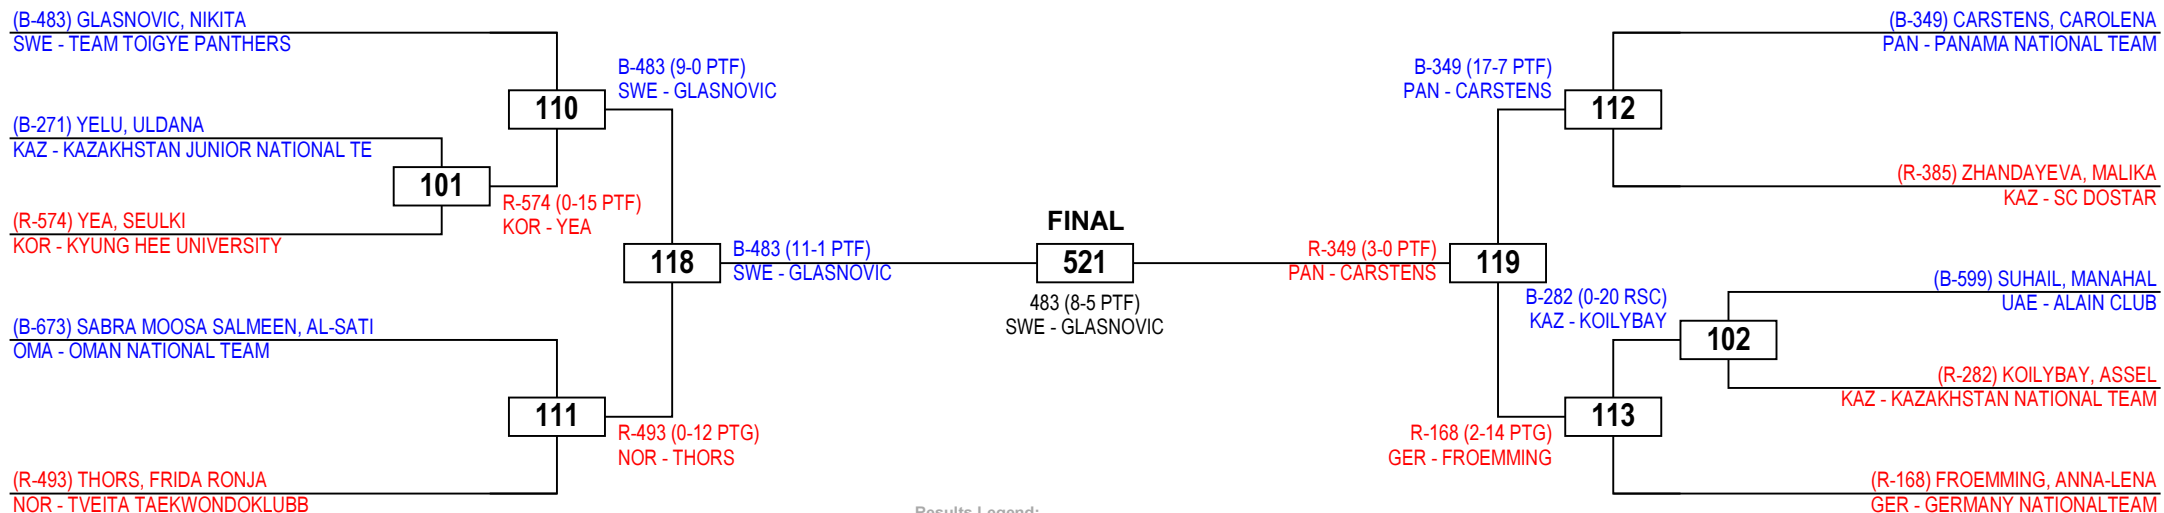 (B-483) GLASNOVIC, NIKITA
SWE - TEAM TOIGYE PANTHERS
(B-271) YELU, ULDANA
KAZ - KAZAKHSTAN JUNIOR NATIONAL TE
(R-574) YEA, SEULKI
KOR - KYUNG HEE UNIVERSITY
(B-673) SABRA MOOSA SALMEEN, AL-SATI
OMA - OMAN NATIONAL TEAM
(R-493) THORS, FRIDA RONJA
NOR - TVEITA TAEKWONDOKLUBB
101
R-574 (0-15 PTF)
KOR - YEA
110
B-483 (9-0 PTF)
SWE - GLASNOVIC
111
R-493 (0-12 PTG)
NOR - THORS
118
B-483 (11-1 PTF)
SWE - GLASNOVIC
FINAL
521
483 (8-5 PTF)
SWE - GLASNOVIC
R-349 (3-0 PTF)
PAN - CARSTENS
119
B-349 (17-7 PTF)
PAN - CARSTENS
112
B-282 (0-20 RSC)
KAZ - KOILYBAY
102
R-168 (2-14 PTG)
GER - FROEMMING
113
(B-349) CARSTENS, CAROLENA
PAN - PANAMA NATIONAL TEAM
(R-385) ZHANDAYEVA, MALIKA
KAZ - SC DOSTAR
(B-599) SUHAIL, MANAHAL
UAE - ALAIN CLUB
(R-282) KOILYBAY, ASSEL
KAZ - KAZAKHSTAN NATIONAL TEAM
(R-168) FROEMMING, ANNA-LENA
GER - GERMANY NATIONALTEAM
Results Legend: